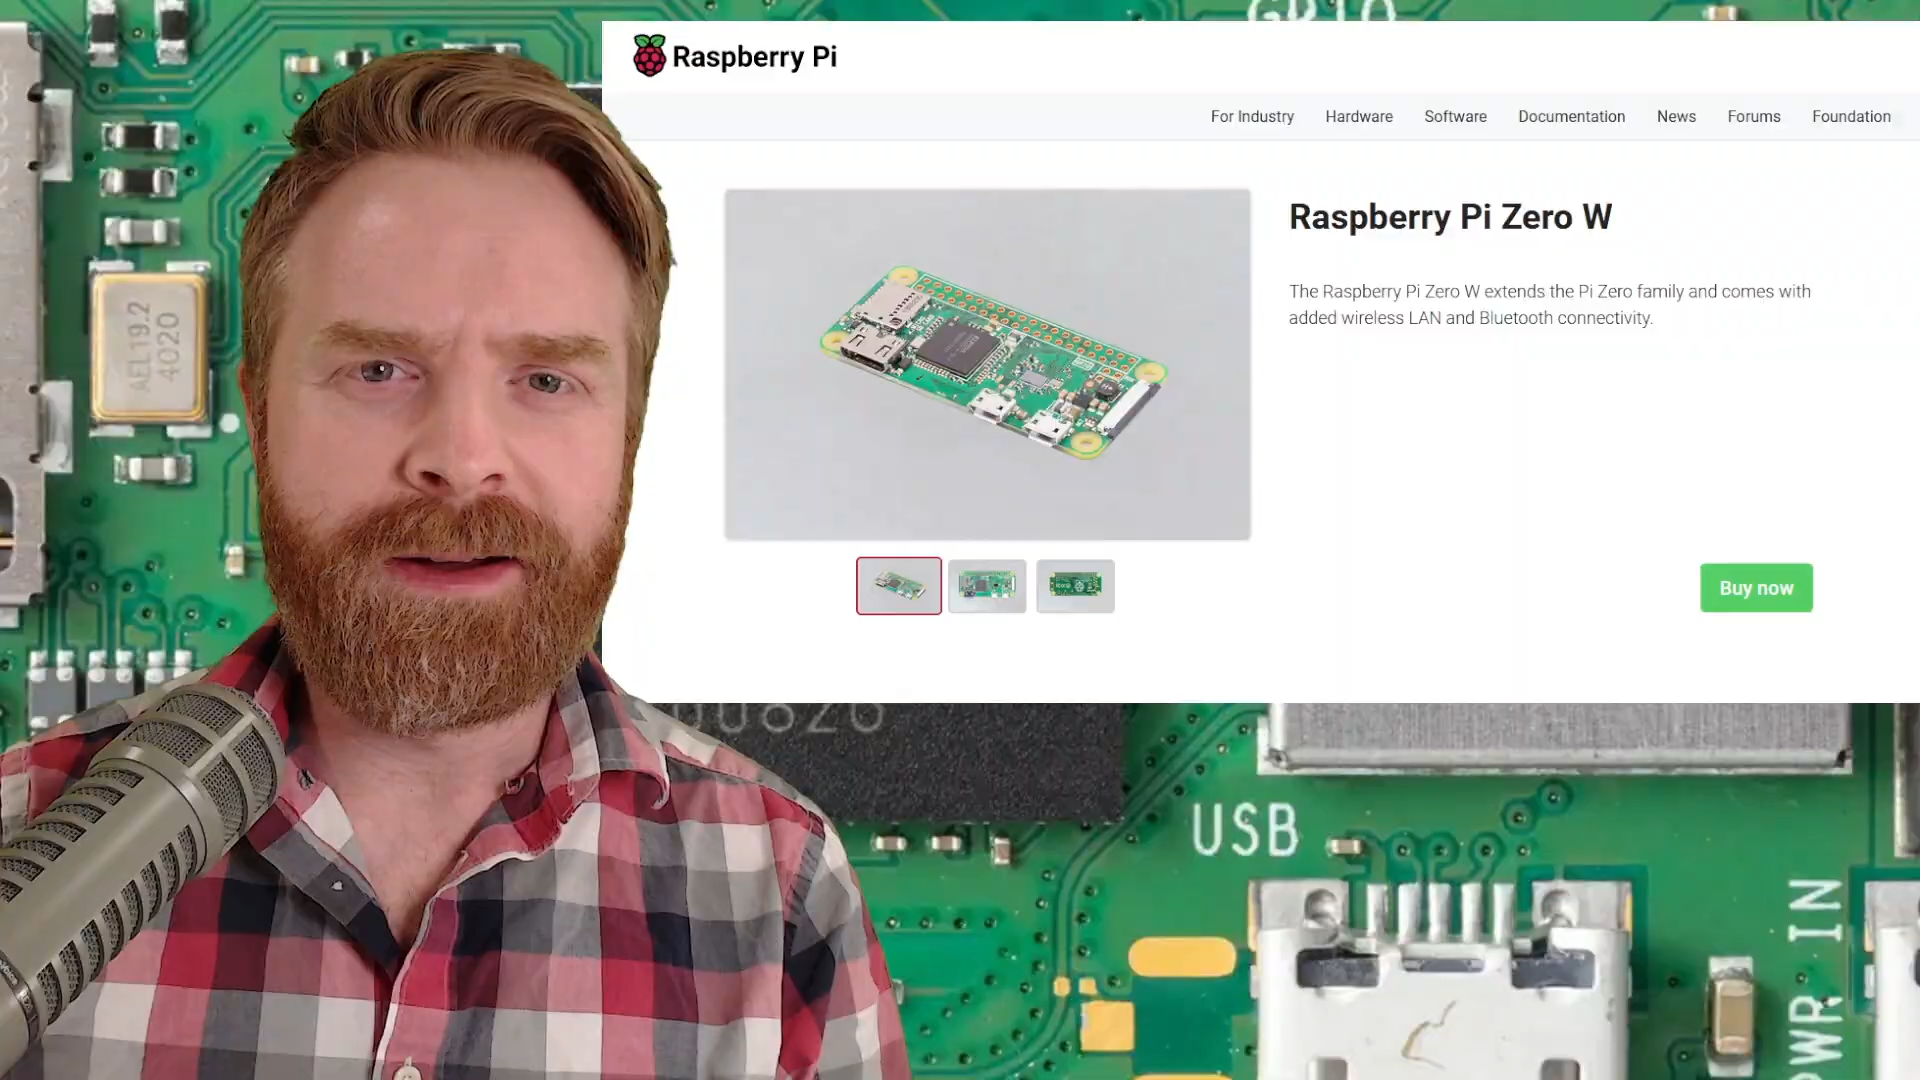 GPIO
Raspberry Pi
For Industry
Hardware
Software
Documentation
News
Forums
Foundation
Raspberry Pi Zero W
The Raspberry Pi Zero W extends the Pi Zero family and comes with
added wireless LAN and Bluetooth connectivity.
Buy now
AEL19.2
4020
USB
PWR IN